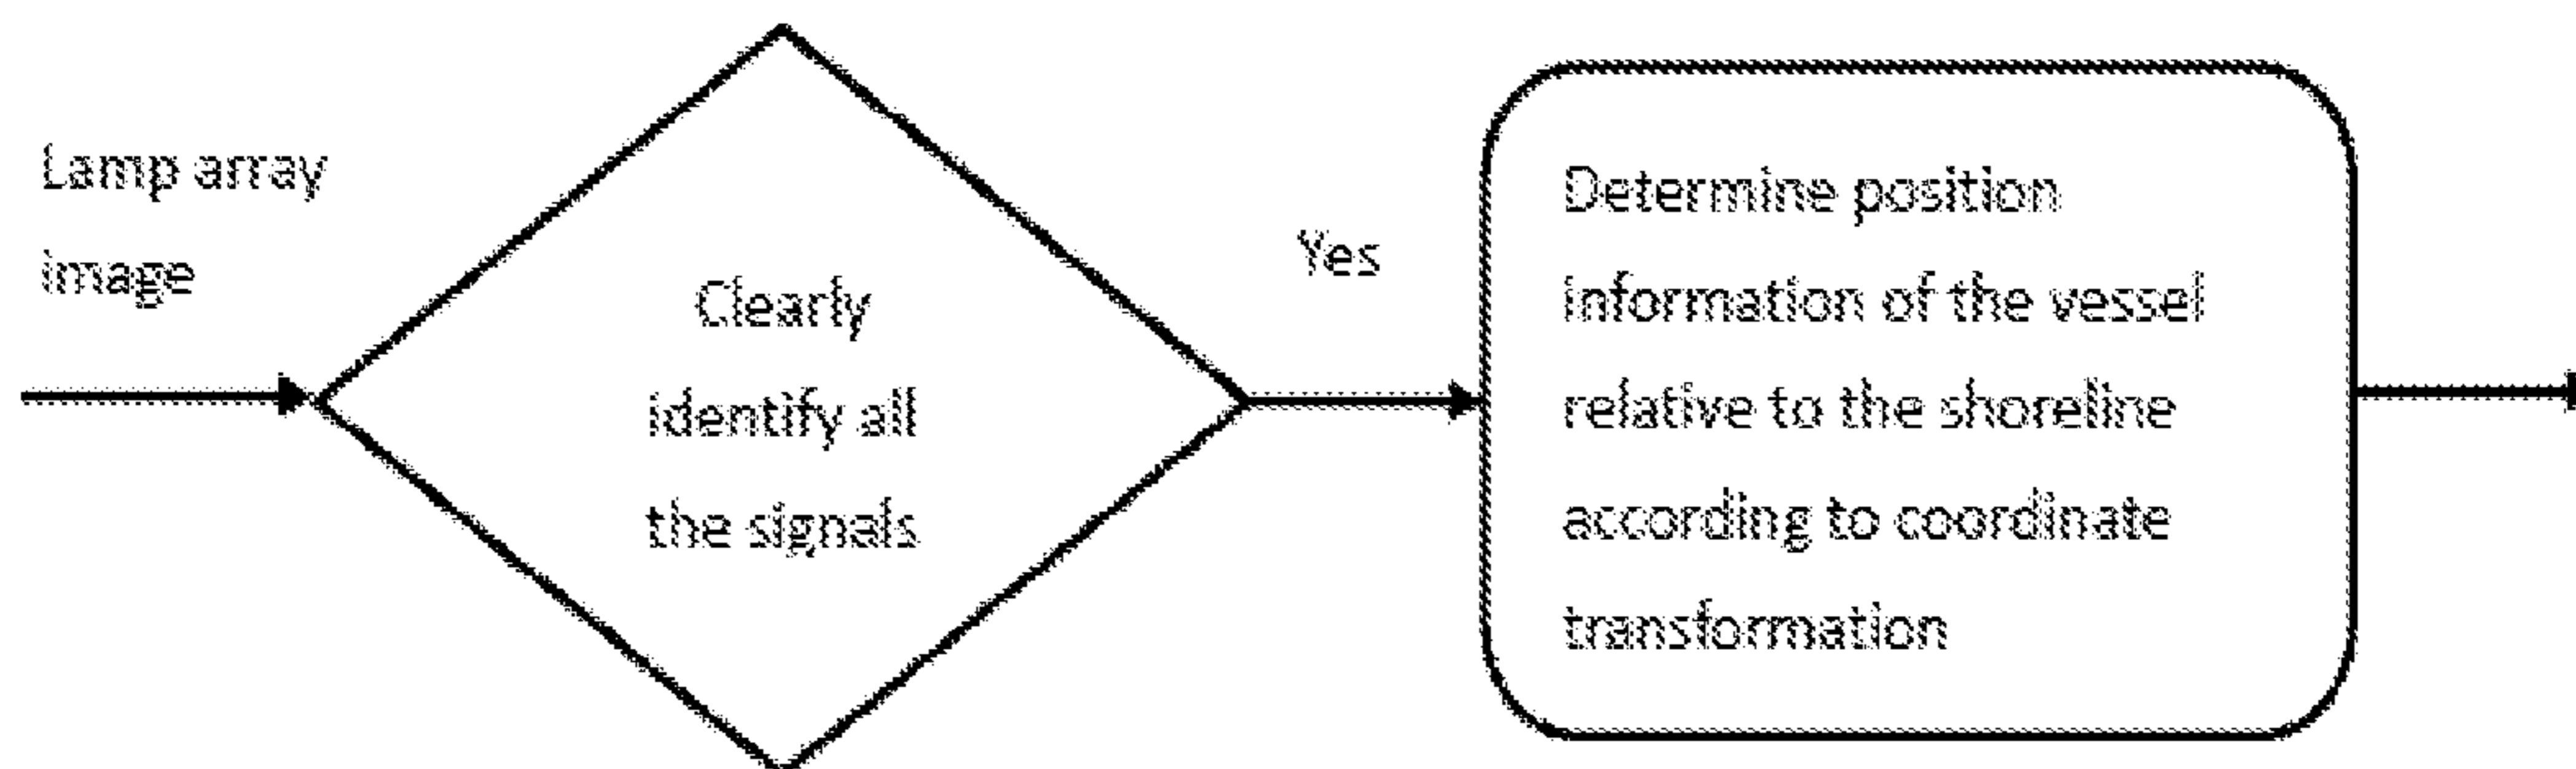 Lamp array
image
Clearly
identify all
the signals
Yes
Determine position
information of the vessel
relative to the shoreline
according to coordinate
transformation